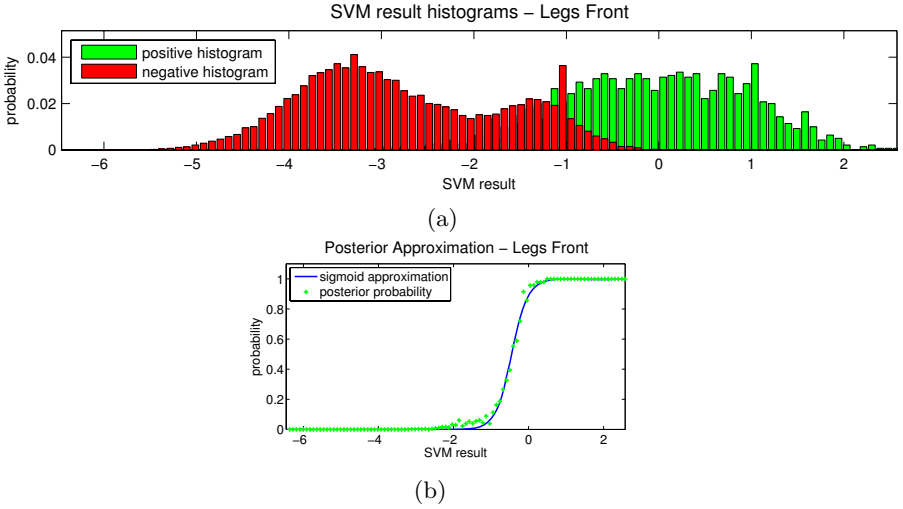 SVM result histograms − Legs Front
positive histogram
negative histogram
probability
0.04
0.02
0
−6 −5 −4 −3 −2 −1 0 1 2
SVM result
(a)
Posterior Approximation − Legs Front
sigmoid approximation
posterior probability
probability
1
0.8
0.6
0.4
0.2
0
−6 −4 −2 0 2
SVM result
(b)